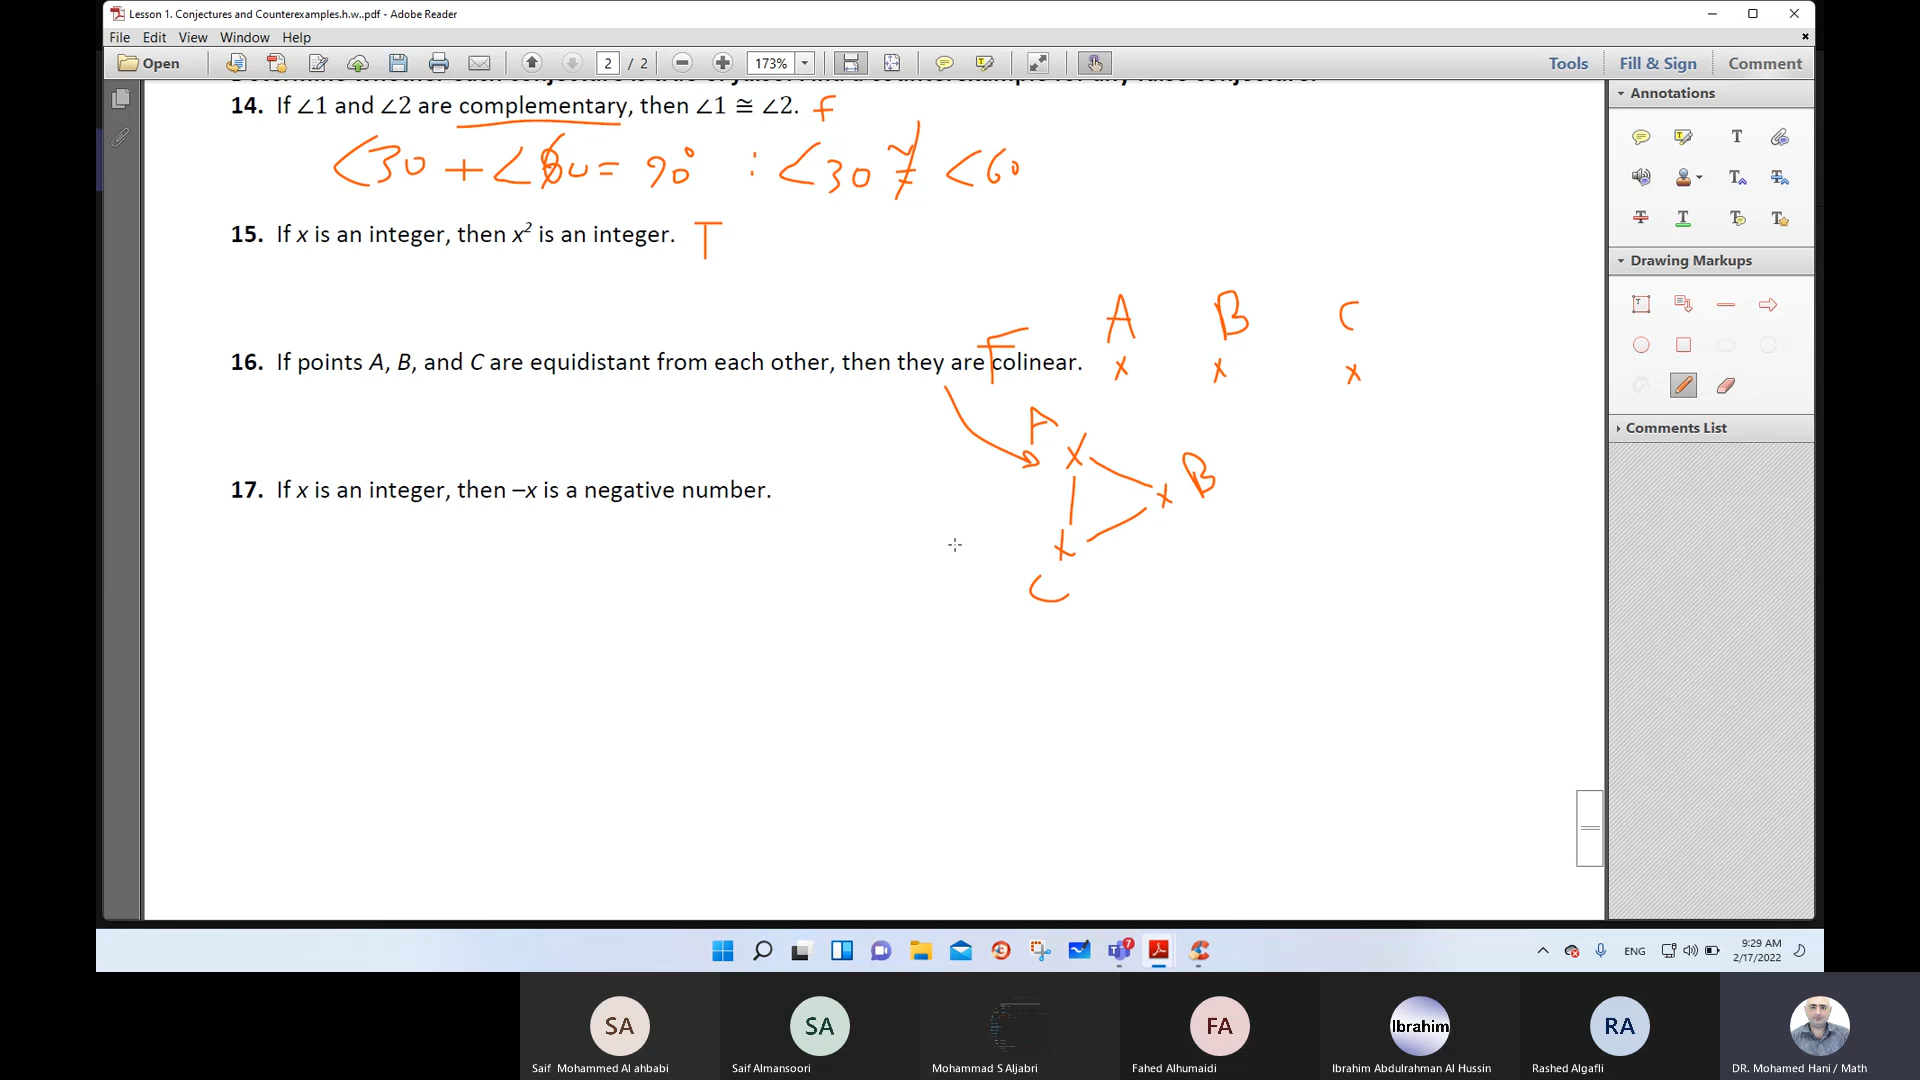 Lesson 1. Conjectures and Counterexamples.h.w..pdf - Adobe Reader
File Edit View Window Help
Open 2 / 2 173% Tools Fill & Sign Comment
14. If ∠1 and ∠2 are complementary, then ∠1 ≅ ∠2. F
<30 + <60 = 90° : <30 ≇ <60
15. If x is an integer, then x² is an integer. T
A B C
F
16. If points A, B, and C are equidistant from each other, then they are colinear. x x x
A
x
B
x
17. If x is an integer, then –x is a negative number.
x
C
Annotations
T
Drawing Markups
Comments List
7
ENG
9:29 AM
2/17/2022
SA
SA
FA
Ibrahim
RA
Saif Mohammed Al ahbabi
Saif Almansoori
Mohammad S Aljabri
Fahed Alhumaidi
Ibrahim Abdulrahman Al Hussin
Rashed Algafli
DR. Mohamed Hani / Math